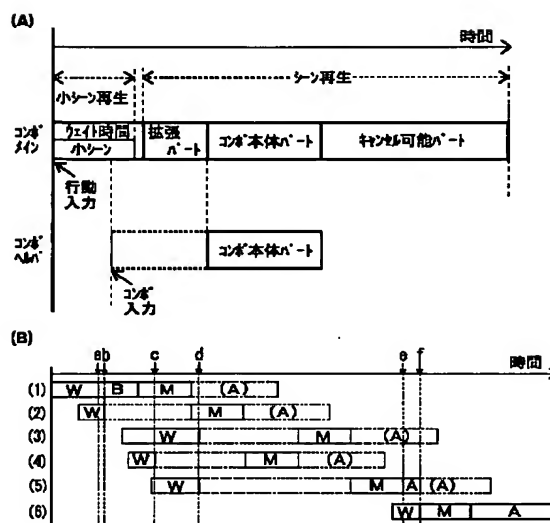 (A)
時間
シーン再生
小シーン再生
コンボメイン
ウェイト時間
小シーン
拡張パート
コンボ本体パート
キャンセル可能パート
行動入力
コンボヘルパ
コンボ本体パート
コンボ入力
(B)
a b c d e f 時間
(1) W B M (A)
(2) W M (A)
(3) W M (A)
(4) W M (A)
(5) W M A (A)
(6) W M A